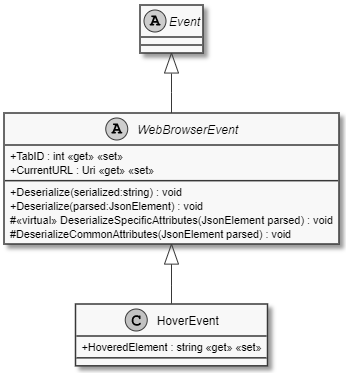 A Event
A WebBrowserEvent
+TabID : int «get» «set»
+CurrentURL : Uri «get» «set»
+Deserialize(serialized:string) : void
+Deserialize(parsed:JsonElement) : void
#«virtual» DeserializeSpecificAttributes(JsonElement parsed) : void
#DeserializeCommonAttributes(JsonElement parsed) : void
C HoverEvent
+HoveredElement : string «get» «set»